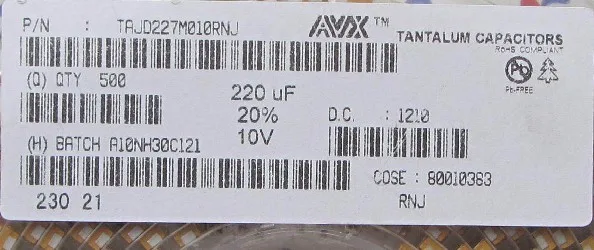 P/N : TAJD227M010RNJ
AVX™ TANTALUM CAPACITORS
RoHS COMPLIANT
(Q) QTY 500
Pb
Pb-FREE
220 uF
20%
10V
D.C. : 1210
(H) BATCH A10NH30C121
COSE : 80010383
230 21
RNJ